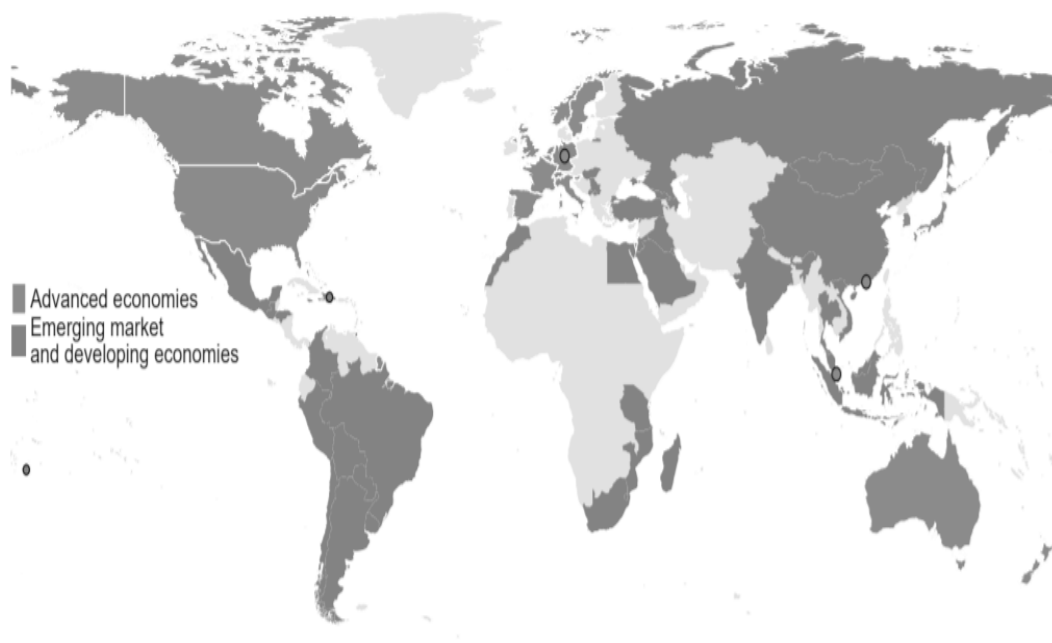 Advanced economies
Emerging market
and developing economies